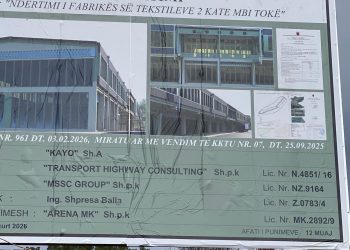 "NDËRTIMI I FABRIKËS SË TEKSTILEVE 2 KATE MBI TOKË"
NR. 961 DT. 03.02.2026, MIRATUAR ME VENDIM TË KKTU NR. 07, DT. 25.09.2025
"KAYO" Sh.A
"TRANSPORT HIGHWAY CONSULTING" Sh.p.k Lic. Nr. N.4851/16
"MSSC GROUP" Sh.p.k Lic. Nr. NZ.9164
Ing. Shpresa Balla Lic. Nr. Z.0783/4
IMESH : "ARENA MK" Sh.p.k Lic. Nr. MK.2892/9
2026 AFATI I PUNIMEVE : 12 MUAJ